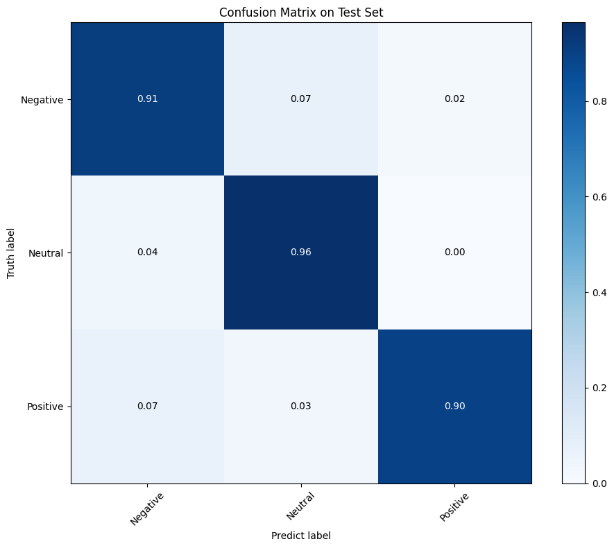 Confusion Matrix on Test Set
Negative 0.91 0.07 0.02
Neutral 0.04 0.96 0.00
Positive 0.07 0.03 0.90
Truth label
Negative Neutral Positive
Predict label
0.8
0.6
0.4
0.2
0.0